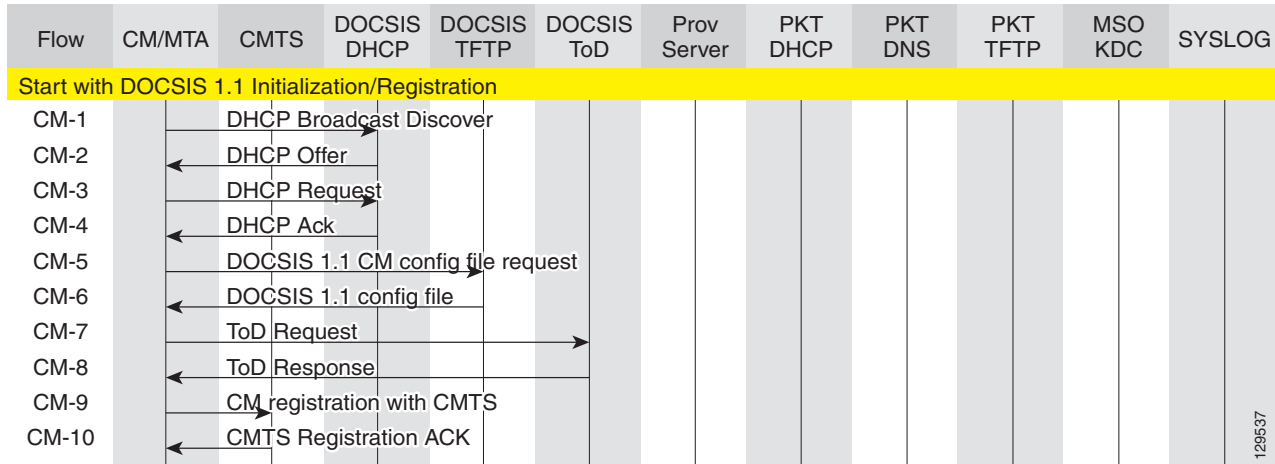 Flow CM/MTA CMTS DOCSIS DHCP DOCSIS TFTP DOCSIS ToD Prov Server PKT DHCP PKT DNS PKT TFTP MSO KDC SYSLOG
Start with DOCSIS 1.1 Initialization/Registration
CM-1 DHCP Broadcast Discover
CM-2 DHCP Offer
CM-3 DHCP Request
CM-4 DHCP Ack
CM-5 DOCSIS 1.1 CM config file request
CM-6 DOCSIS 1.1 config file
CM-7 ToD Request
CM-8 ToD Response
CM-9 CM registration with CMTS
CM-10 CMTS Registration ACK
129537